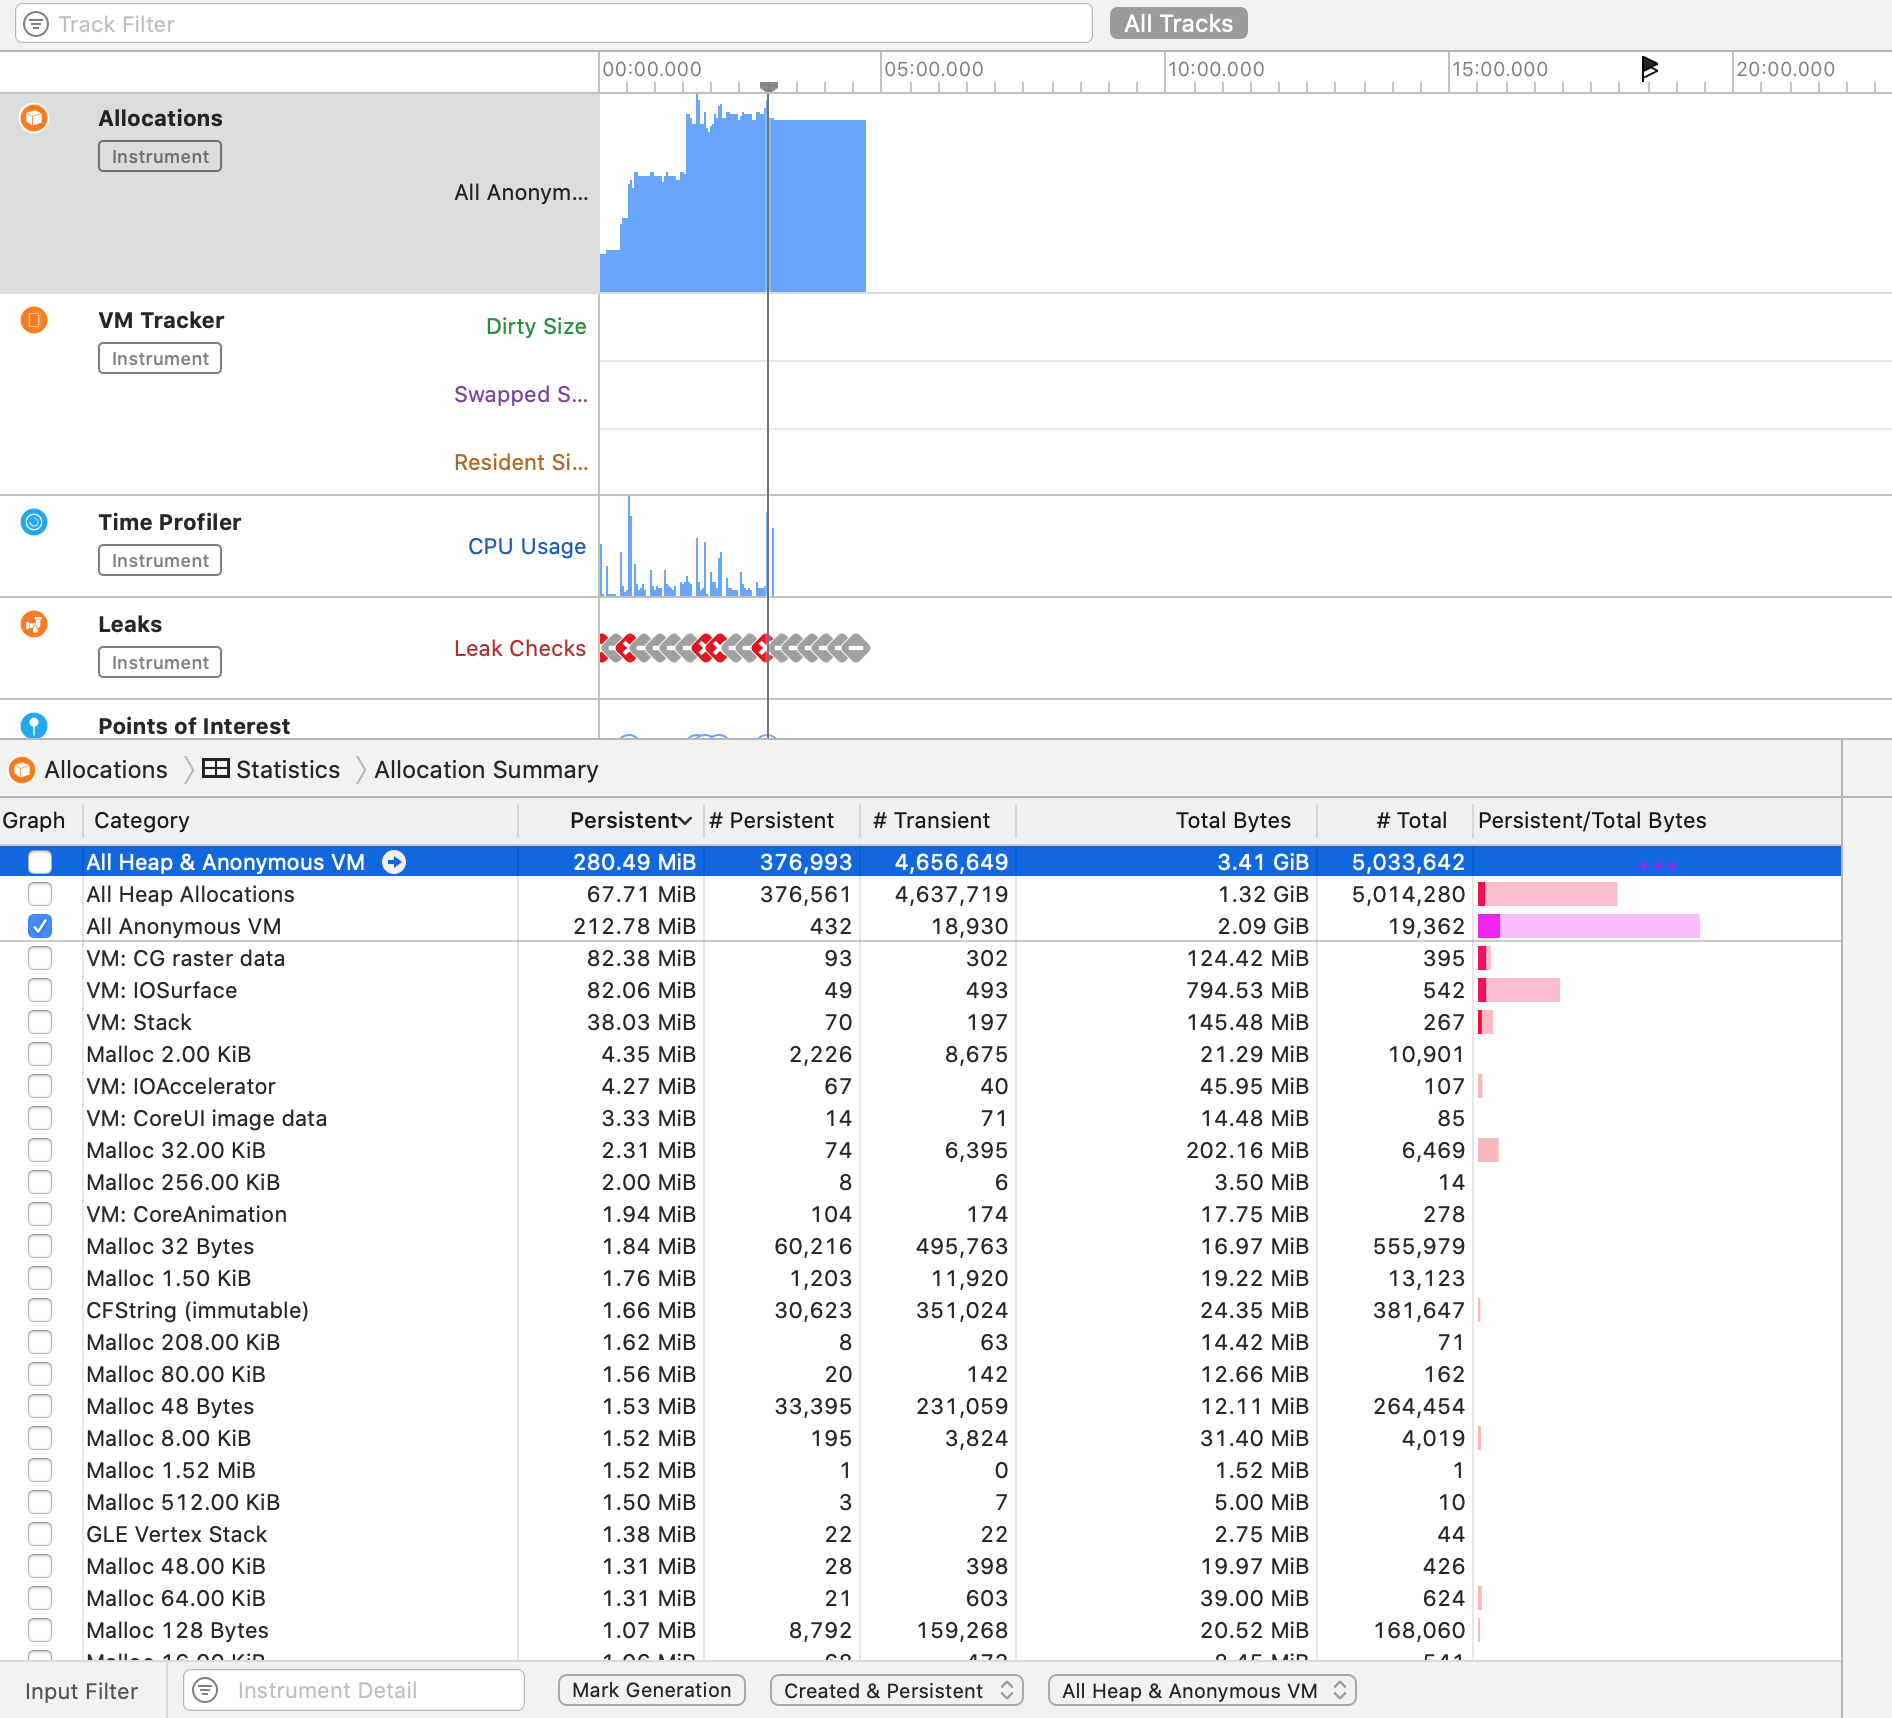 Track Filter
All Tracks
00:00.000 05:00.000 10:00.000 15:00.000 20:00.000
Allocations
Instrument
All Anonym...
VM Tracker
Instrument
Dirty Size
Swapped S...
Resident Si...
Time Profiler
Instrument
CPU Usage
Leaks
Instrument
Leak Checks
Points of Interest
Allocations Statistics Allocation Summary
Graph Category Persistent # Persistent # Transient Total Bytes # Total Persistent/Total Bytes
All Heap & Anonymous VM 280.49 MiB 376,993 4,656,649 3.41 GiB 5,033,642 +++
All Heap Allocations 67.71 MiB 376,561 4,637,719 1.32 GiB 5,014,280
All Anonymous VM 212.78 MiB 432 18,930 2.09 GiB 19,362
VM: CG raster data 82.38 MiB 93 302 124.42 MiB 395
VM: IOSurface 82.06 MiB 49 493 794.53 MiB 542
VM: Stack 38.03 MiB 70 197 145.48 MiB 267
Malloc 2.00 KiB 4.35 MiB 2,226 8,675 21.29 MiB 10,901
VM: IOAccelerator 4.27 MiB 67 40 45.95 MiB 107
VM: CoreUI image data 3.33 MiB 14 71 14.48 MiB 85
Malloc 32.00 KiB 2.31 MiB 74 6,395 202.16 MiB 6,469
Malloc 256.00 KiB 2.00 MiB 8 6 3.50 MiB 14
VM: CoreAnimation 1.94 MiB 104 174 17.75 MiB 278
Malloc 32 Bytes 1.84 MiB 60,216 495,763 16.97 MiB 555,979
Malloc 1.50 KiB 1.76 MiB 1,203 11,920 19.22 MiB 13,123
CFString (immutable) 1.66 MiB 30,623 351,024 24.35 MiB 381,647
Malloc 208.00 KiB 1.62 MiB 8 63 14.42 MiB 71
Malloc 80.00 KiB 1.56 MiB 20 142 12.66 MiB 162
Malloc 48 Bytes 1.53 MiB 33,395 231,059 12.11 MiB 264,454
Malloc 8.00 KiB 1.52 MiB 195 3,824 31.40 MiB 4,019
Malloc 1.52 MiB 1.52 MiB 1 0 1.52 MiB 1
Malloc 512.00 KiB 1.50 MiB 3 7 5.00 MiB 10
GLE Vertex Stack 1.38 MiB 22 22 2.75 MiB 44
Malloc 48.00 KiB 1.31 MiB 28 398 19.97 MiB 426
Malloc 64.00 KiB 1.31 MiB 21 603 39.00 MiB 624
Malloc 128 Bytes 1.07 MiB 8,792 159,268 20.52 MiB 168,060
Malloc 16.00 KiB 1.06 MiB 68 473 8.45 MiB 541
Input Filter Instrument Detail Mark Generation Created & Persistent All Heap & Anonymous VM